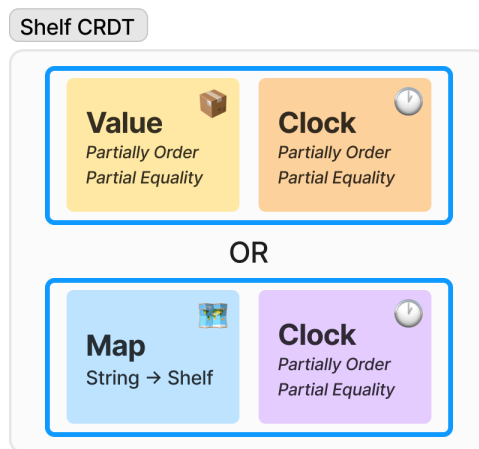 Shelf CRDT
Value
Partially Order
Partial Equality
Clock
Partially Order
Partial Equality
OR
Map
String → Shelf
Clock
Partially Order
Partial Equality